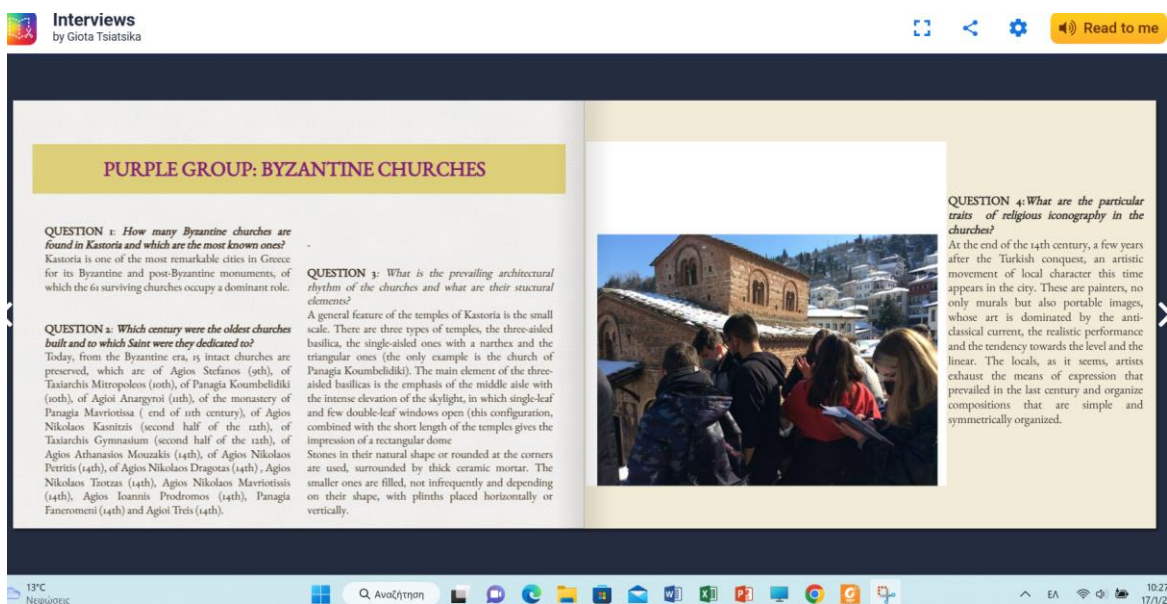 Interviews
by Giota Tsiatsika
Read to me
PURPLE GROUP: BYZANTINE CHURCHES
QUESTION 1: How many Byzantine churches are
found in Kastoria and which are the most known ones?
Kastoria is one of the most remarkable cities in Greece
for its Byzantine and post-Byzantine monuments, of
which the 61 surviving churches occupy a dominant role.
QUESTION 2: Which century were the oldest churches
built and to which Saint were they dedicated to?
Today, from the Byzantine era, 15 intact churches are
preserved, which are of Agios Stefanos (9th), of
Taxiarchis Mitropoleos (10th), of Panagia Koumbelidiki
(10th), of Agioi Anargyroi (11th), of the monastery of
Panagia Mavriotissa ( end of 11th century), of Agios
Nikolaos Kasnitzis (second half of the 12th), of
Taxiarchis Gymnasium (second half of the 12th), of
Agios Athanasios Mouzakis (14th), of Agios Nikolaos
Petritis (14th), of Agios Nikolaos Dragotas (14th) , Agios
Nikolaos Tzotzas (14th), Agios Nikolaos Mavriotissis
(14th), Agios Ioannis Prodromos (14th), Panagia
Faneromeni (14th) and Agioi Treis (14th).
.
QUESTION 3: What is the prevailing architectural
rhythm of the churches and what are their stuctural
elements?
A general feature of the temples of Kastoria is the small
scale. There are three types of temples, the three-aisled
basilica, the single-aisled ones with a narthex and the
triangular ones (the only example is the church of
Panagia Koumbelidiki). The main element of the three-
aisled basilicas is the emphasis of the middle aisle with
the intense elevation of the skylight, in which single-leaf
and few double-leaf windows open (this configuration,
combined with the short length of the temples gives the
impression of a rectangular dome
Stones in their natural shape or rounded at the corners
are used, surrounded by thick ceramic mortar. The
smaller ones are filled, not infrequently and depending
on their shape, with plinths placed horizontally or
vertically.
QUESTION 4: What are the particular
traits of religious iconography in the
churches?
At the end of the 14th century, a few years
after the Turkish conquest, an artistic
movement of local character this time
appears in the city. These are painters, no
only murals but also portable images,
whose art is dominated by the anti-
classical current, the realistic performance
and the tendency towards the level and the
linear. The locals, as it seems, artists
exhaust the means of expression that
prevailed in the last century and organize
compositions that are simple and
symmetrically organized.
13°C
Νεφώσεις
Αναζήτηση
ΕΛ
10:27
17/1/2